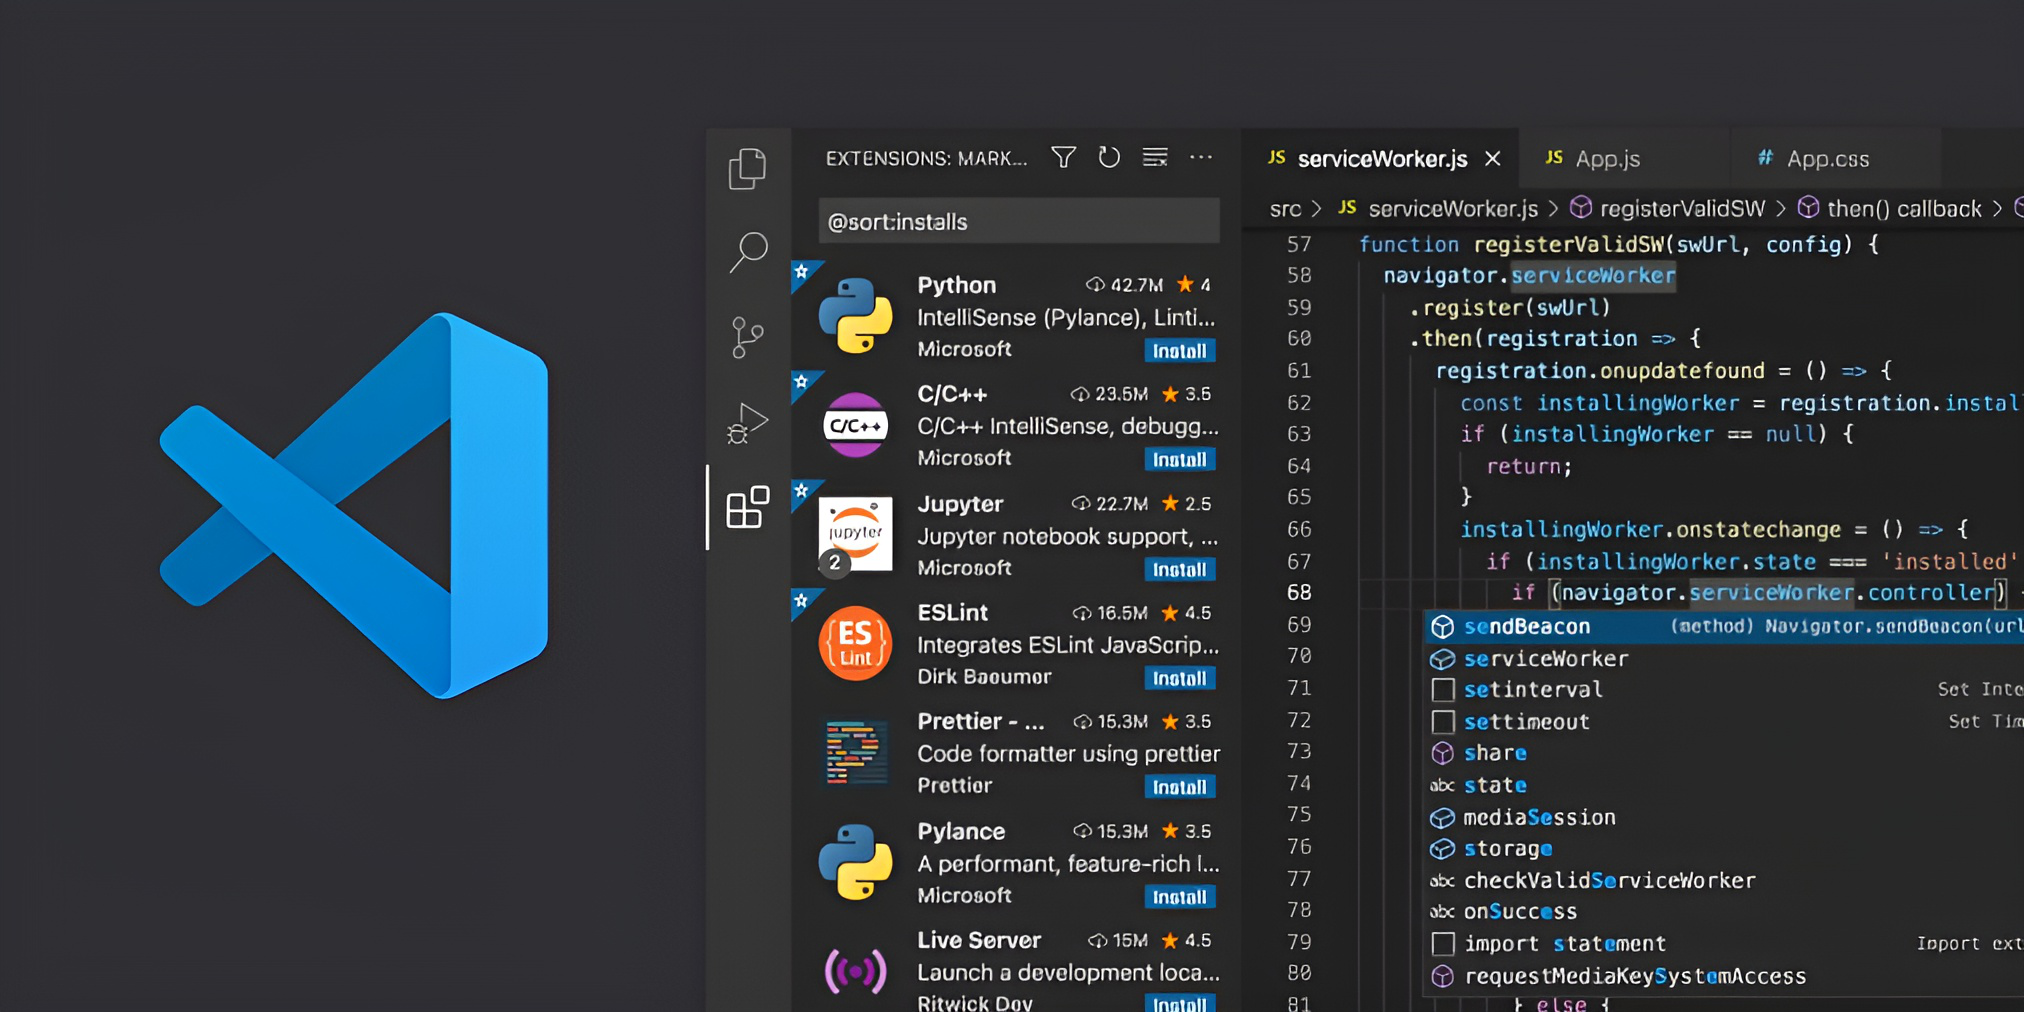 EXTENSIONS: MARK...
@sort:installs
Python 42.7M 4
IntelliSense (Pylance), Linti...
Microsoft Install
C/C++
C/C++ 23.5M 3.5
C/C++ IntelliSense, debugg...
Microsoft Install
jupyter
2
Jupyter 22.7M 2.5
Jupyter notebook support, ...
Microsoft Install
ES
Lint
ESLint 16.5M 4.5
Integrates ESLint JavaScrip...
Dirk Baeumer Install
Prettier - ... 15.3M 3.5
Code formatter using prettier
Prettier Install
Pylance 15.3M 3.5
A performant, feature-rich l...
Microsoft Install
Live Server 15M 4.5
Launch a development loca...
Ritwick Dey Install
JS serviceWorker.js × JS App.js # App.css
src > JS serviceWorker.js > registerValidSW > then() callback >
57 function registerValidSW(swUrl, config) {
58 navigator.serviceWorker
59 .register(swUrl)
60 .then(registration => {
61 registration.onupdatefound = () => {
62 const installingWorker = registration.instal
63 if (installingWorker == null) {
64 return;
65 }
66 installingWorker.onstatechange = () => {
67 if (installingWorker.state === 'installed'
68 if (navigator.serviceWorker.controller) {
69 sendBeacon (method) Navigator.sendBeacon(url
70 serviceWorker
71 setinterval Set Inte
72 settimeout Set Tim
73 share
74 abc state
75 mediaSession
76 storage
77 abc checkValidServiceWorker
78 abc onSuccess
79 import statement Import ext
80 requestMediaKeySystemAccess
81 } else {